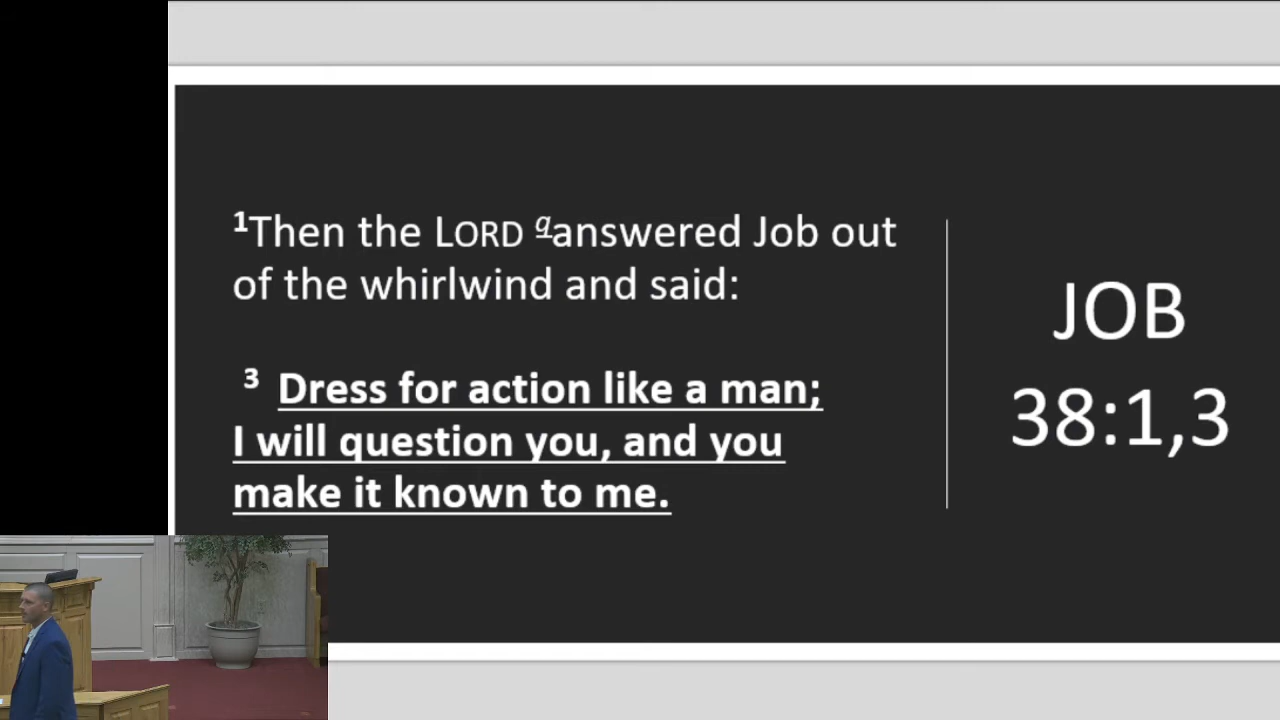 ¹Then the LORD ᵍanswered Job out
of the whirlwind and said:
³ Dress for action like a man;
I will question you, and you
make it known to me.
JOB
38:1,3